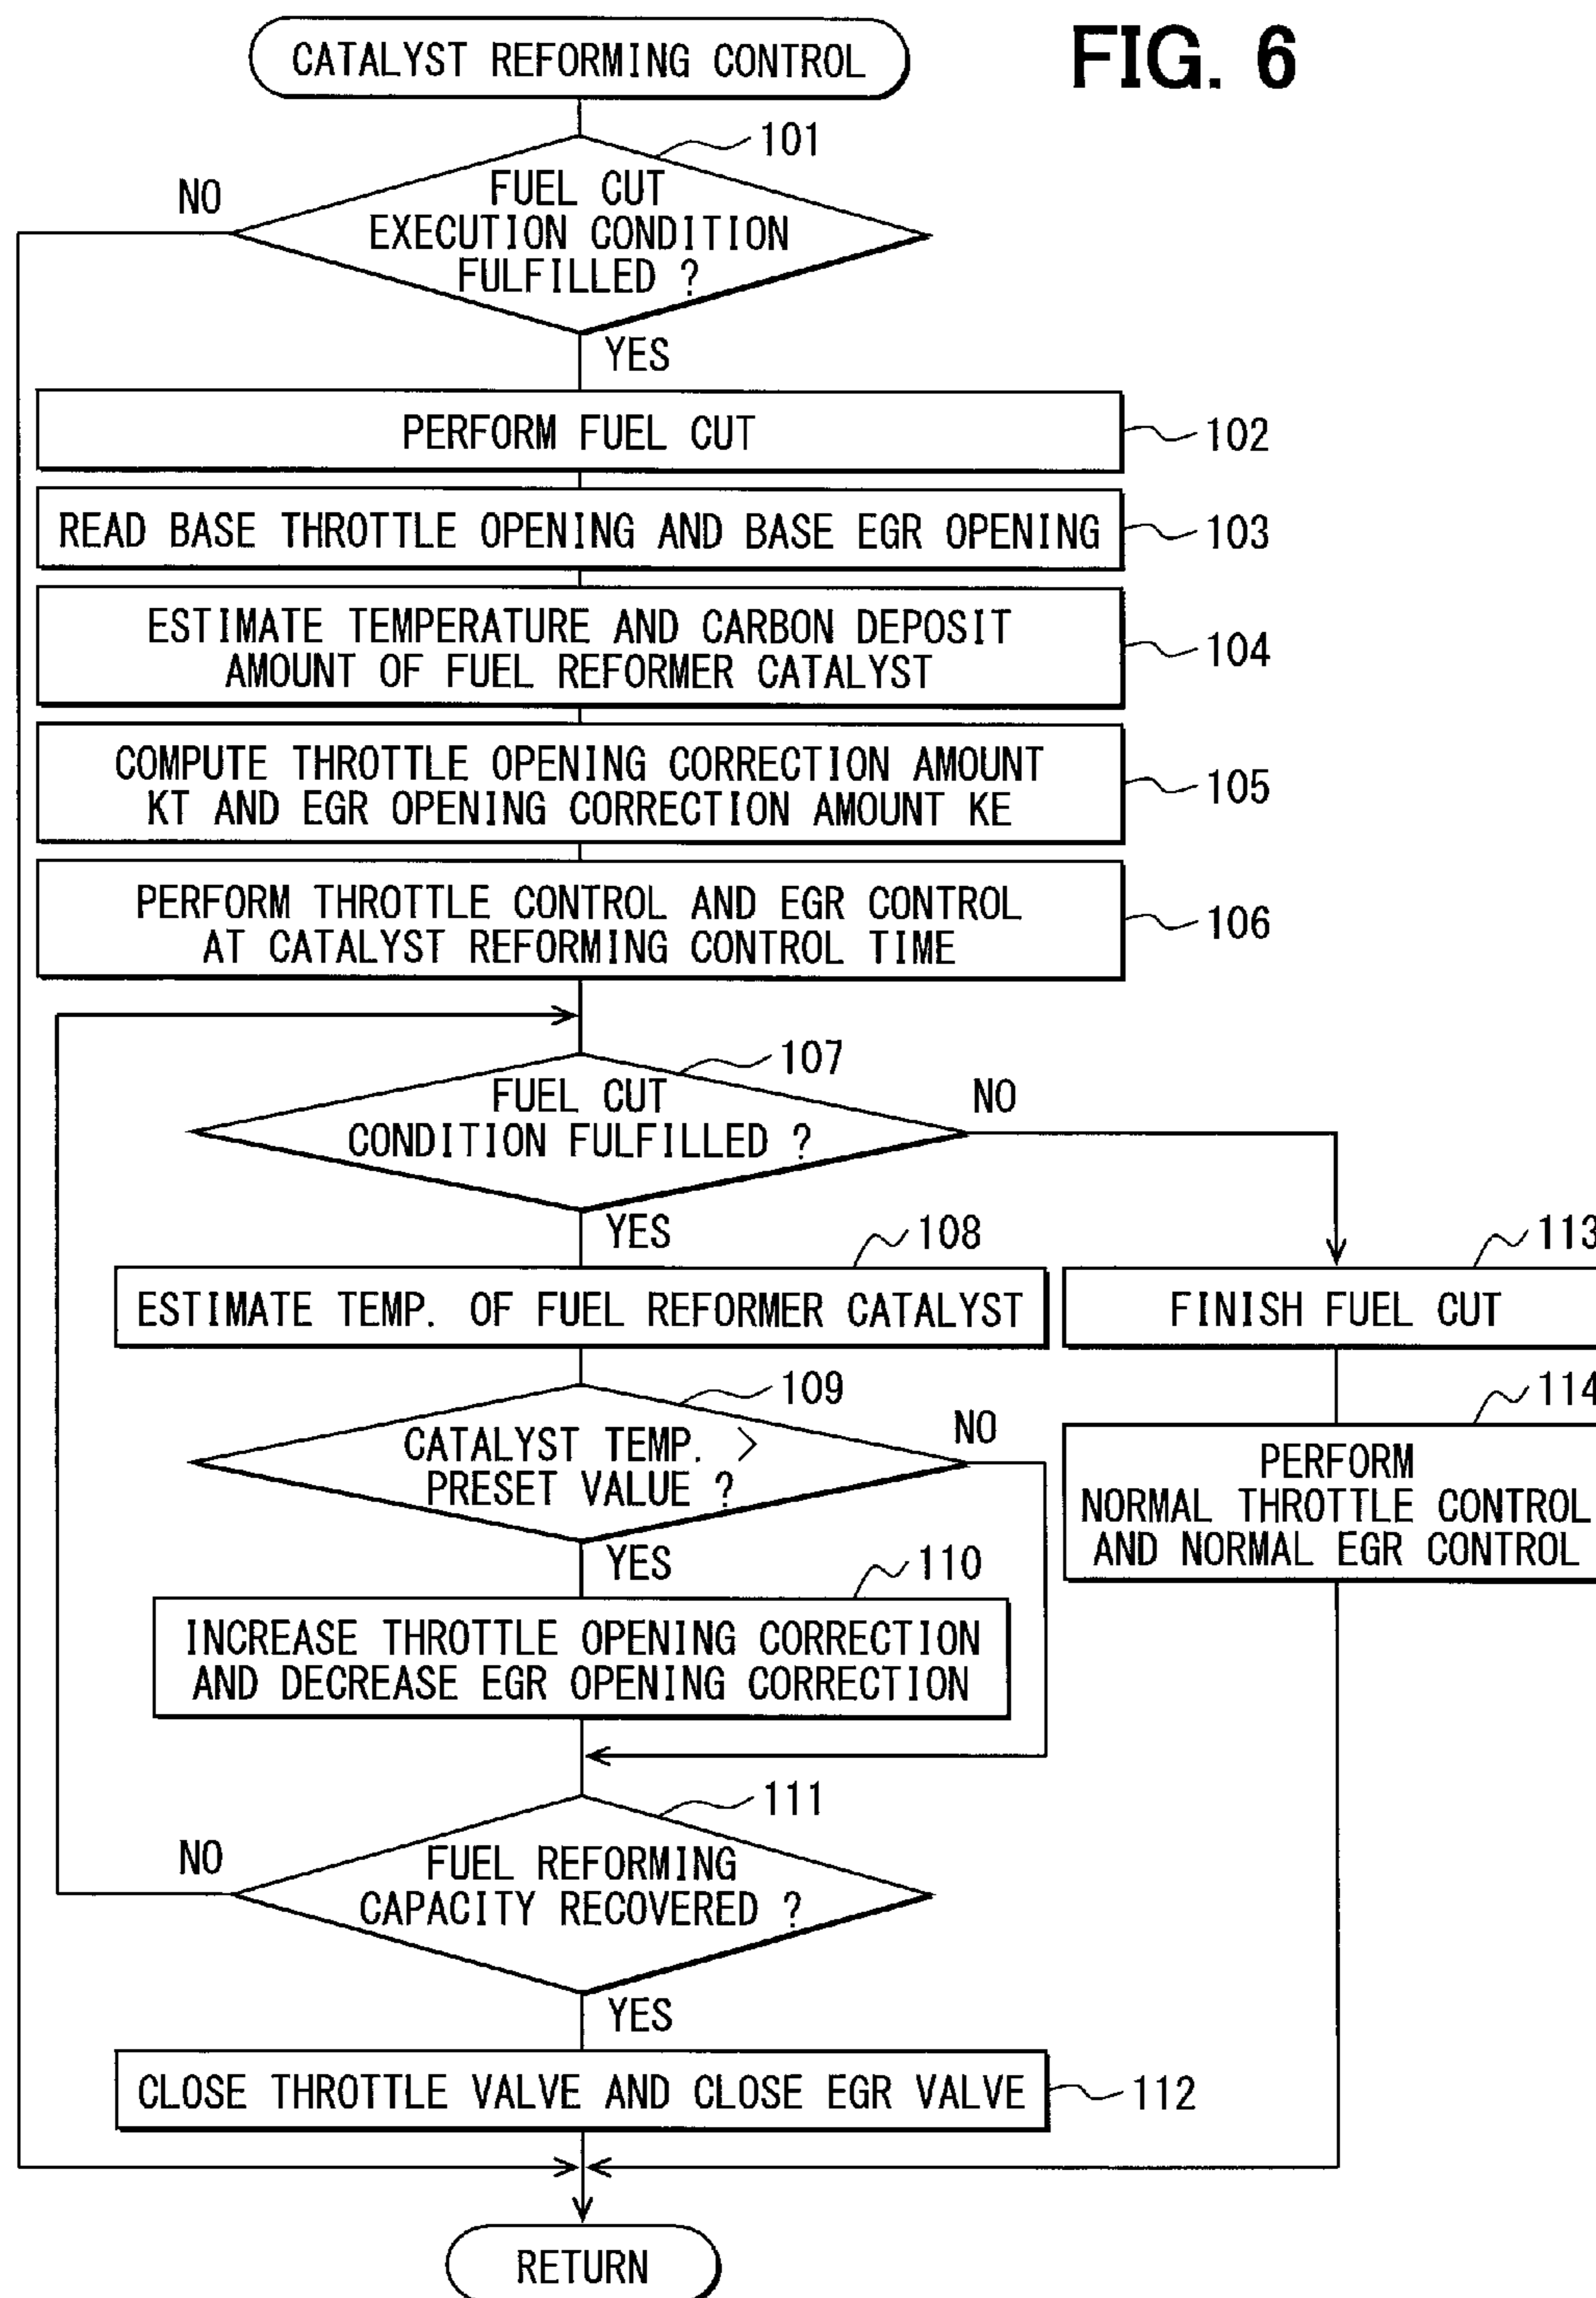 FIG. 6
CATALYST REFORMING CONTROL
101
NO
FUEL CUT
EXECUTION CONDITION
FULFILLED ?
YES
PERFORM FUEL CUT
102
READ BASE THROTTLE OPENING AND BASE EGR OPENING
103
ESTIMATE TEMPERATURE AND CARBON DEPOSIT
AMOUNT OF FUEL REFORMER CATALYST
104
COMPUTE THROTTLE OPENING CORRECTION AMOUNT
KT AND EGR OPENING CORRECTION AMOUNT KE
105
PERFORM THROTTLE CONTROL AND EGR CONTROL
AT CATALYST REFORMING CONTROL TIME
106
107
FUEL CUT
CONDITION FULFILLED ?
NO
YES
108
ESTIMATE TEMP. OF FUEL REFORMER CATALYST
113
FINISH FUEL CUT
109
CATALYST TEMP. >
PRESET VALUE ?
NO
YES
114
PERFORM
NORMAL THROTTLE CONTROL
AND NORMAL EGR CONTROL
110
INCREASE THROTTLE OPENING CORRECTION
AND DECREASE EGR OPENING CORRECTION
111
NO
FUEL REFORMING
CAPACITY RECOVERED ?
YES
CLOSE THROTTLE VALVE AND CLOSE EGR VALVE
112
RETURN